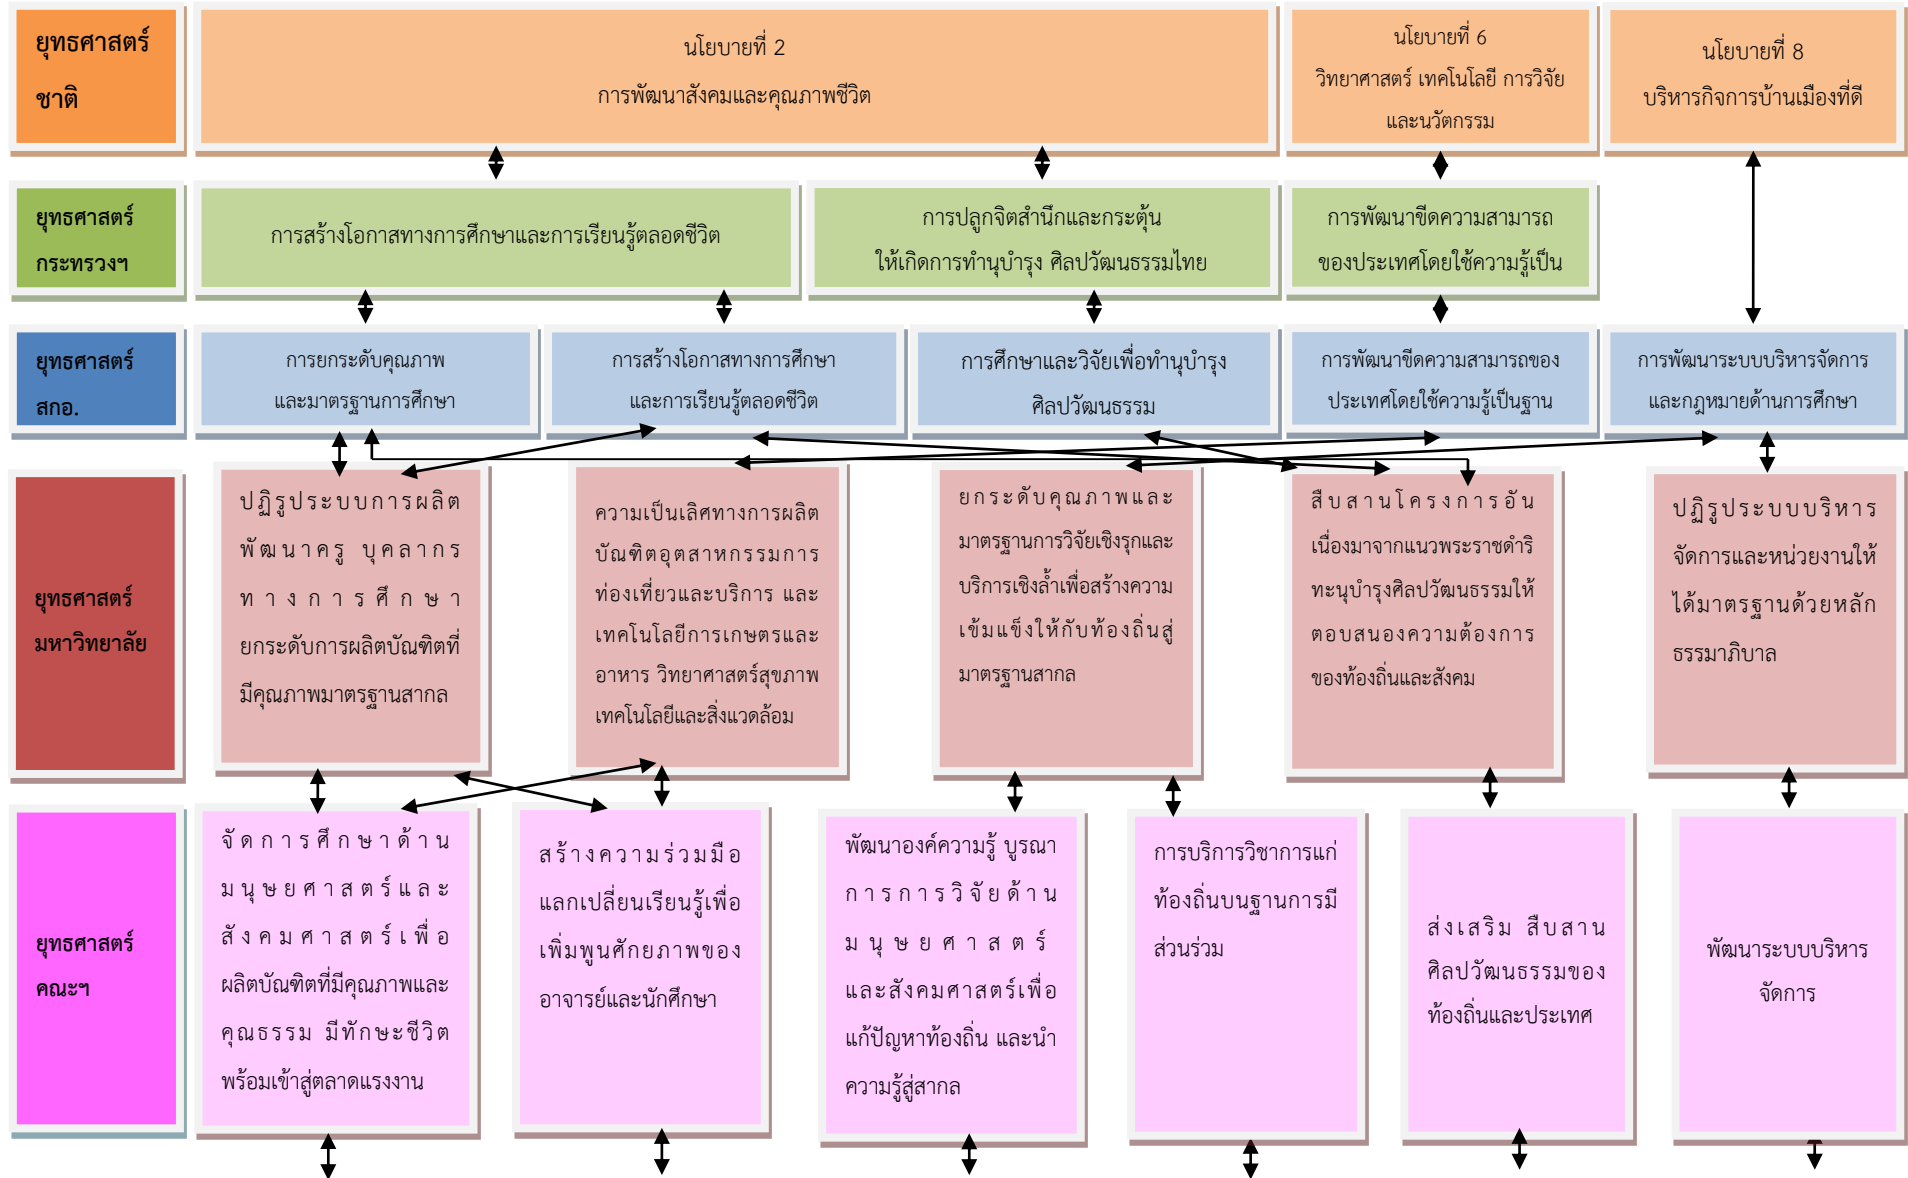 ยุทธศาสตร์
ชาติ
นโยบายที่ 2
การพัฒนาสังคมและคุณภาพชีวิต
นโยบายที่ 6
วิทยาศาสตร์ เทคโนโลยี การวิจัย
และนวัตกรรม
นโยบายที่ 8
บริหารกิจการบ้านเมืองที่ดี
ยุทธศาสตร์
กระทรวงฯ
การสร้างโอกาสทางการศึกษาและการเรียนรู้ตลอดชีวิต
การปลูกจิตสำนึกและกระตุ้น
ให้เกิดการทำนุบำรุง ศิลปวัฒนธรรมไทย
การพัฒนาขีดความสามารถ
ของประเทศโดยใช้ความรู้เป็น
ยุทธศาสตร์
สกอ.
การยกระดับคุณภาพ
และมาตรฐานการศึกษา
การสร้างโอกาสทางการศึกษา
และการเรียนรู้ตลอดชีวิต
การศึกษาและวิจัยเพื่อทำนุบำรุง
ศิลปวัฒนธรรม
การพัฒนาขีดความสามารถของ
ประเทศโดยใช้ความรู้เป็นฐาน
การพัฒนาระบบบริหารจัดการ
และกฎหมายด้านการศึกษา
ยุทธศาสตร์
มหาวิทยาลัย
ปฏิรูประบบการผลิต
พัฒนาครู บุคลากร
ทางการศึกษา
ยกระดับการผลิตบัณฑิตที่
มีคุณภาพมาตรฐานสากล
ความเป็นเลิศทางการผลิต
บัณฑิตอุตสาหกรรมการ
ท่องเที่ยวและบริการ และ
เทคโนโลยีการเกษตรและ
อาหาร วิทยาศาสตร์สุขภาพ
เทคโนโลยีและสิ่งแวดล้อม
ยกระดับคุณภาพและ
มาตรฐานการวิจัยเชิงรุกและ
บริการเชิงล้ำเพื่อสร้างความ
เข้มแข็งให้กับท้องถิ่นสู่
มาตรฐานสากล
สืบสานโครงการอัน
เนื่องมาจากแนวพระราชดำริ
ทะนุบำรุงศิลปวัฒนธรรมให้
ตอบสนองความต้องการ
ของท้องถิ่นและสังคม
ปฏิรูประบบบริหาร
จัดการและหน่วยงานให้
ได้มาตรฐานด้วยหลัก
ธรรมาภิบาล
ยุทธศาสตร์
คณะฯ
จัดการศึกษาด้าน
มนุษยศาสตร์และ
สังคมศาสตร์เพื่อ
ผลิตบัณฑิตที่มีคุณภาพและ
คุณธรรม มีทักษะชีวิต
พร้อมเข้าสู่ตลาดแรงงาน
สร้างความร่วมมือ
แลกเปลี่ยนเรียนรู้เพื่อ
เพิ่มพูนศักยภาพของ
อาจารย์และนักศึกษา
พัฒนาองค์ความรู้ บูรณา
การการวิจัยด้าน
มนุษยศาสตร์
และสังคมศาสตร์เพื่อ
แก้ปัญหาท้องถิ่น และนำ
ความรู้สู่สากล
การบริการวิชาการแก่
ท้องถิ่นบนฐานการมี
ส่วนร่วม
ส่งเสริม สืบสาน
ศิลปวัฒนธรรมของ
ท้องถิ่นและประเทศ
พัฒนาระบบบริหาร
จัดการ